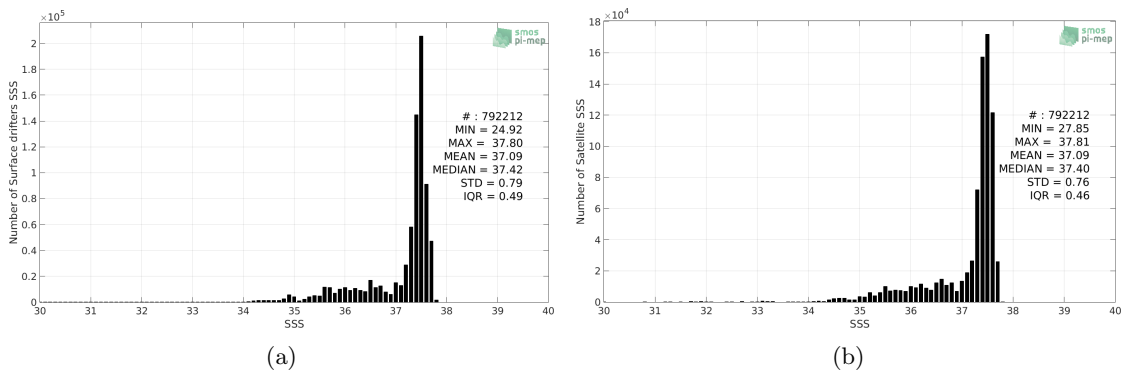 ×10⁵
smos
pi-mep
Number of Surface drifters SSS
2
1.8
1.6
1.4
1.2
1
0.8
0.6
0.4
0.2
0
# : 792212
MIN = 24.92
MAX = 37.80
MEAN = 37.09
MEDIAN = 37.42
STD = 0.79
IQR = 0.49
30 31 32 33 34 35 36 37 38 39 40
SSS
(a)
×10⁴
smos
pi-mep
Number of Satellite SSS
18
16
14
12
10
8
6
4
2
0
# : 792212
MIN = 27.85
MAX = 37.81
MEAN = 37.09
MEDIAN = 37.40
STD = 0.76
IQR = 0.46
30 31 32 33 34 35 36 37 38 39 40
SSS
(b)